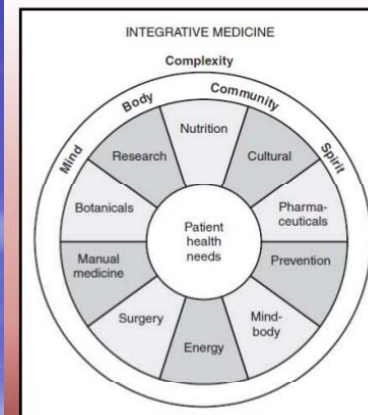 INTEGRATIVE MEDICINE
Complexity
Mind
Body
Community
Spirit
Nutrition
Research
Cultural
Botanicals
Pharma-
ceuticals
Patient
health
needs
Manual
medicine
Prevention
Surgery
Mind-
body
Energy